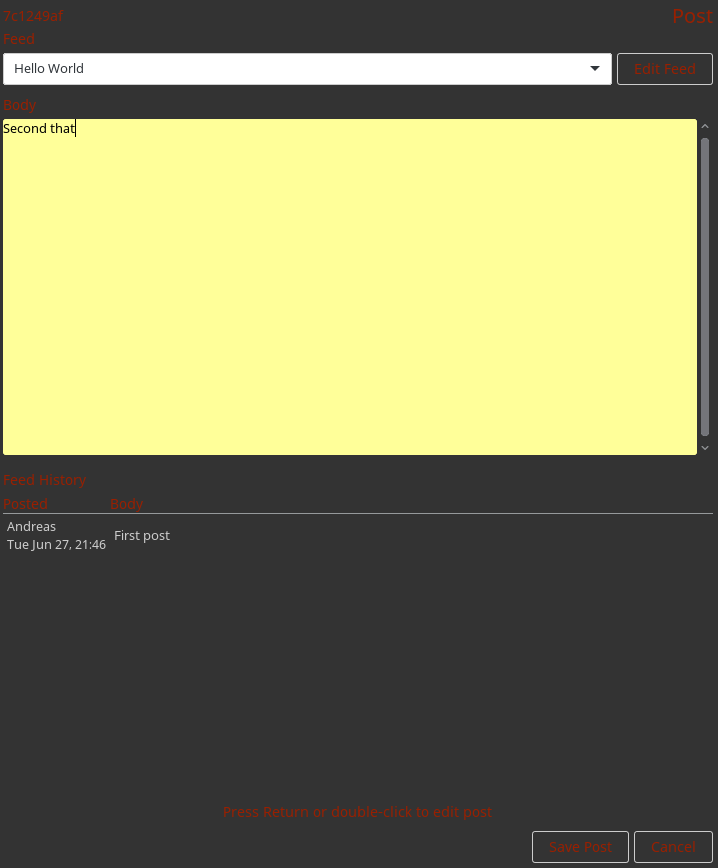 7c1249af Post
Feed
Hello World Edit Feed
Body
Second that
Feed History
Posted Body
Andreas
Tue Jun 27, 21:46 First post
Press Return or double-click to edit post
Save Post Cancel